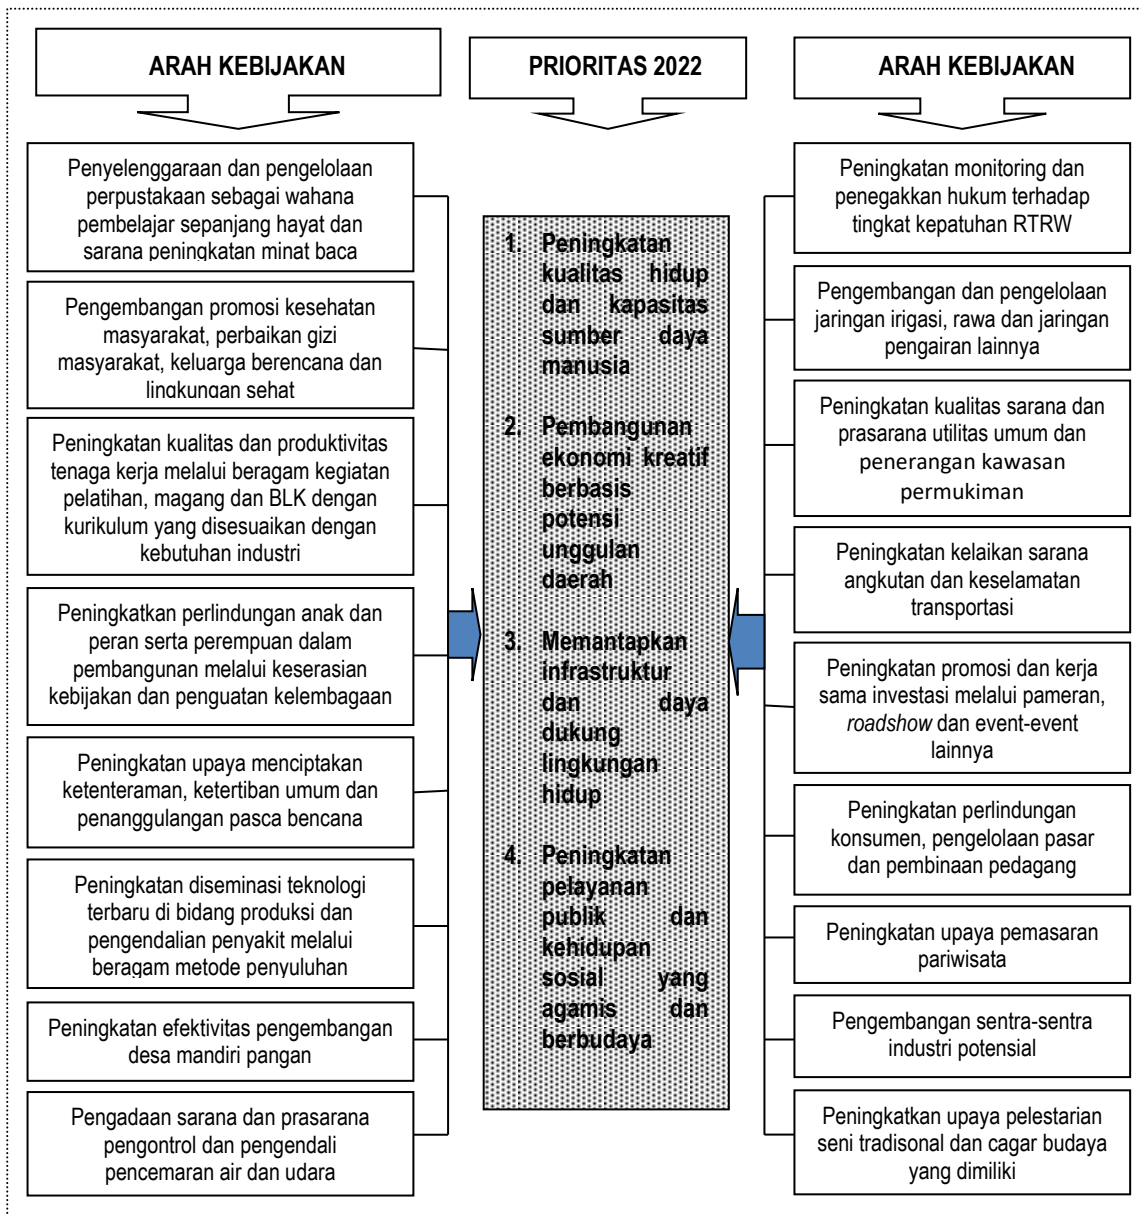 ARAH KEBIJAKAN
Penyelenggaraan dan pengelolaan
perpustakaan sebagai wahana
pembelajar sepanjang hayat dan
sarana peningkatan minat baca
Pengembangan promosi kesehatan
masyarakat, perbaikan gizi
masyarakat, keluarga berencana dan
lingkungan sehat
Peningkatan kualitas dan produktivitas
tenaga kerja melalui beragam kegiatan
pelatihan, magang dan BLK dengan
kurikulum yang disesuaikan dengan
kebutuhan industri
Peningkatkan perlindungan anak dan
peran serta perempuan dalam
pembangunan melalui keserasian
kebijakan dan penguatan kelembagaan
Peningkatan upaya menciptakan
ketenteraman, ketertiban umum dan
penanggulangan pasca bencana
Peningkatan diseminasi teknologi
terbaru di bidang produksi dan
pengendalian penyakit melalui
beragam metode penyuluhan
Peningkatan efektivitas pengembangan
desa mandiri pangan
Pengadaan sarana dan prasarana
pengontrol dan pengendali
pencemaran air dan udara
PRIORITAS 2022
1. Peningkatan
kualitas hidup
dan kapasitas
sumber daya
manusia
2. Pembangunan
ekonomi kreatif
berbasis
potensi
unggulan
daerah
3. Memantapkan
infrastruktur
dan daya
dukung
lingkungan
hidup
4. Peningkatan
pelayanan
publik dan
kehidupan
sosial yang
agamis dan
berbudaya
ARAH KEBIJAKAN
Peningkatan monitoring dan
penegakkan hukum terhadap
tingkat kepatuhan RTRW
Pengembangan dan pengelolaan
jaringan irigasi, rawa dan jaringan
pengairan lainnya
Peningkatan kualitas sarana dan
prasarana utilitas umum dan
penerangan kawasan
permukiman
Peningkatan kelaikan sarana
angkutan dan keselamatan
transportasi
Peningkatan promosi dan kerja
sama investasi melalui pameran,
roadshow dan event-event
lainnya
Peningkatan perlindungan
konsumen, pengelolaan pasar
dan pembinaan pedagang
Peningkatan upaya pemasaran
pariwisata
Pengembangan sentra-sentra
industri potensial
Peningkatkan upaya pelestarian
seni tradisonal dan cagar budaya
yang dimiliki